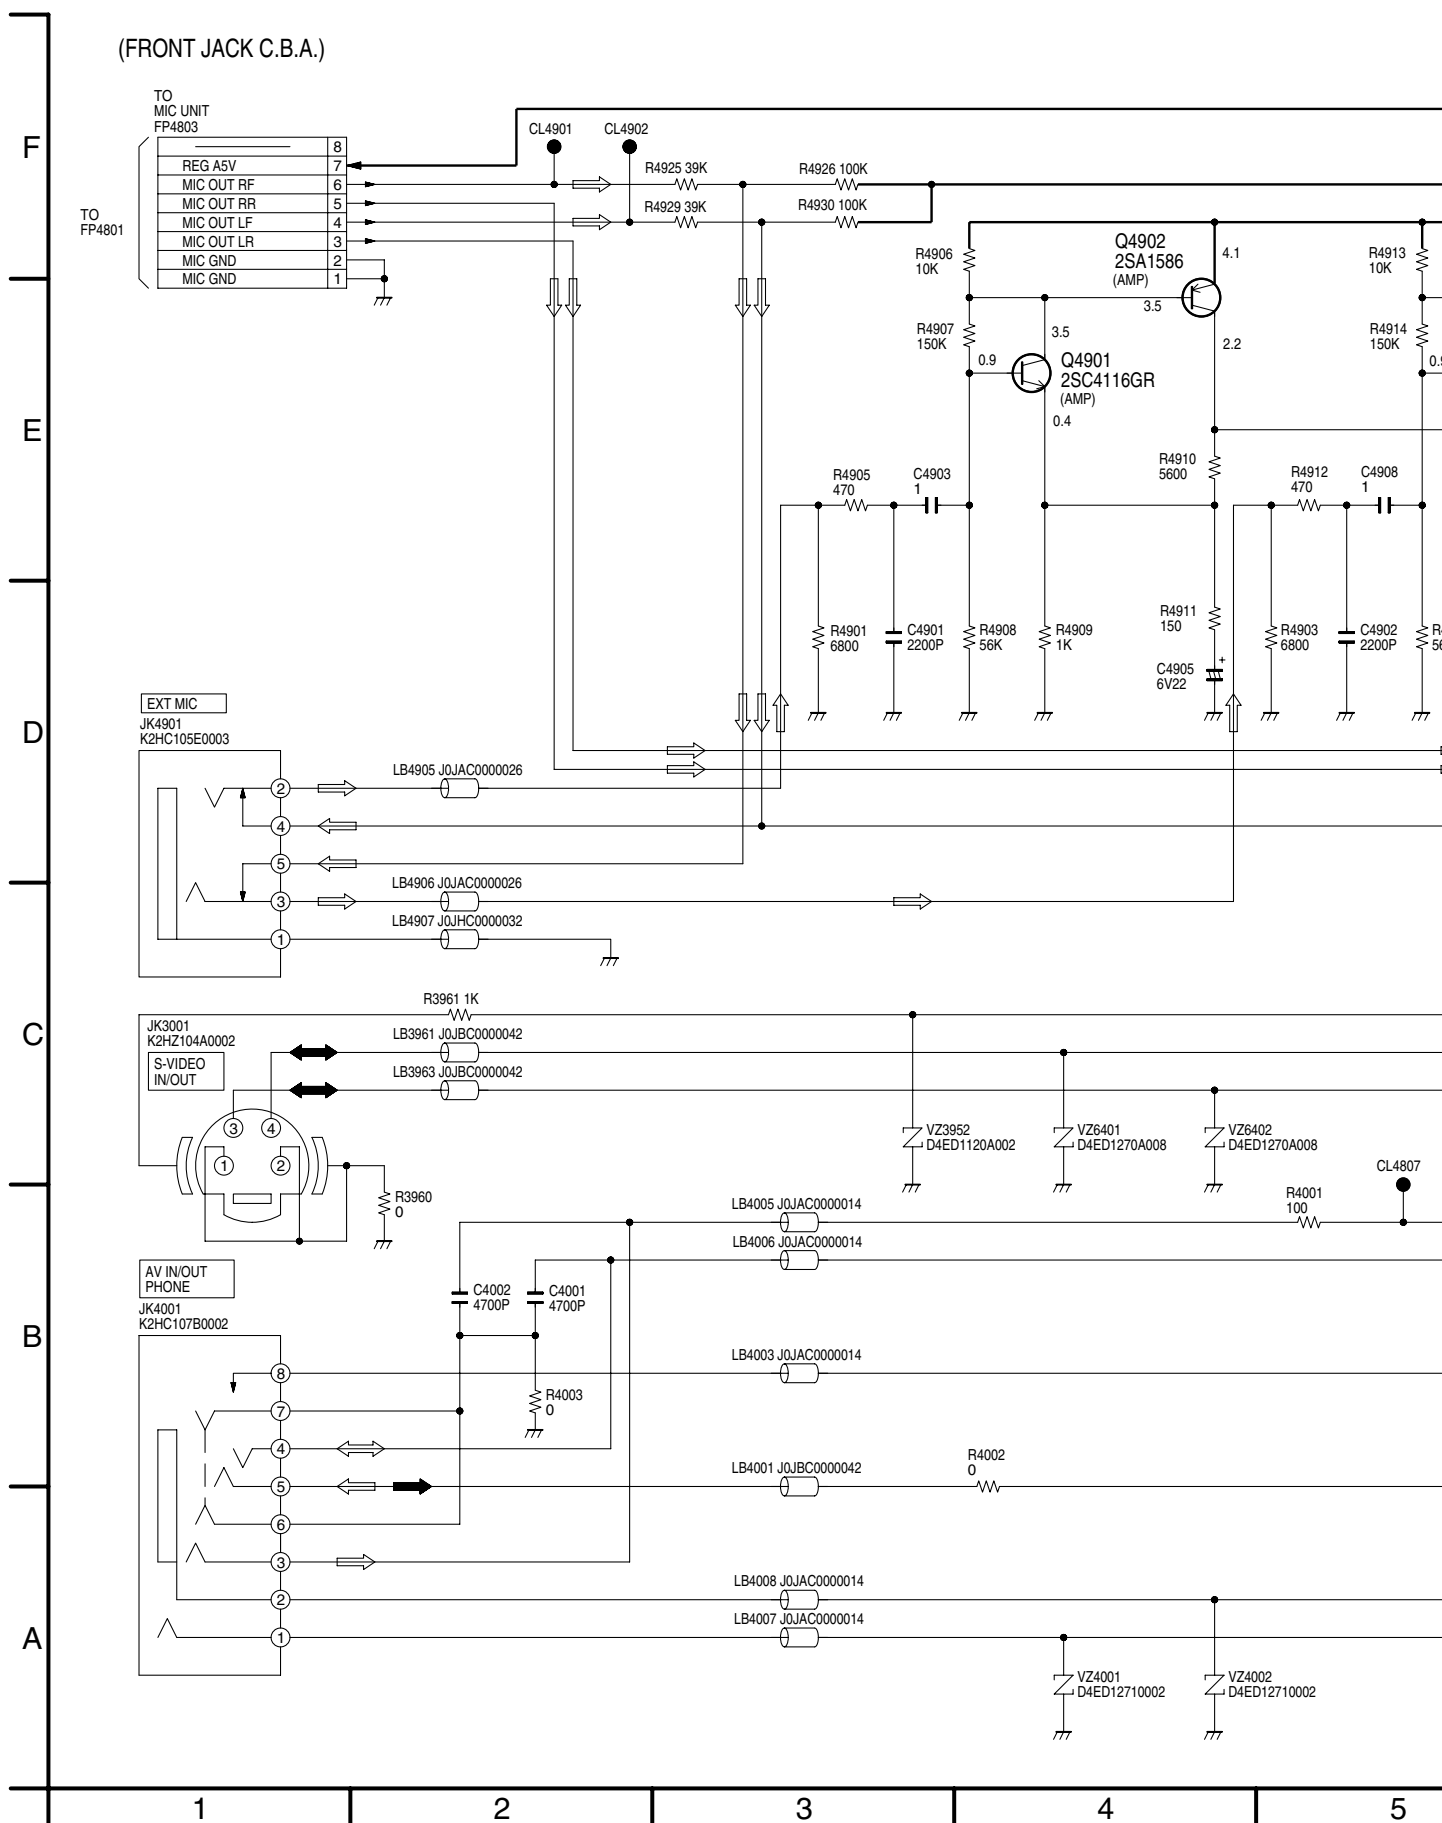 (FRONT JACK C.B.A.)
TO
MIC UNIT
FP4803
TO
FP4801
8
REG A5V 7
MIC OUT RF 6
MIC OUT RR 5
MIC OUT LF 4
MIC OUT LR 3
MIC GND 2
MIC GND 1
CL4901
CL4902
R4925 39K
R4926 100K
R4929 39K
R4930 100K
R4906
10K
Q4902
2SA1586
(AMP)
4.1
3.5
2.2
R4913
10K
R4907
150K
3.5
0.9
Q4901
2SC4116GR
(AMP)
0.4
R4914
150K
R4905
470
C4903
1
R4910
5600
R4912
470
C4908
1
R4901
6800
C4901
2200P
R4908
56K
R4909
1K
R4911
150
C4905
6V22
+
R4903
6800
C4902
2200P
EXT MIC
JK4901
K2HC105E0003
2
4
5
3
1
LB4905 J0JAC0000026
LB4906 J0JAC0000026
LB4907 J0JHC0000032
R3961 1K
JK3001
K2HZ104A0002
S-VIDEO
IN/OUT
LB3961 J0JBC0000042
LB3963 J0JBC0000042
3
4
1
2
R3960
0
VZ3952
D4ED1120A002
VZ6401
D4ED1270A008
VZ6402
D4ED1270A008
CL4807
R4001
100
LB4005 J0JAC0000014
LB4006 J0JAC0000014
AV IN/OUT
PHONE
JK4001
K2HC107B0002
C4002
4700P
C4001
4700P
LB4003 J0JAC0000014
R4003
0
8
7
4
5
6
3
2
1
LB4001 J0JBC0000042
R4002
0
LB4008 J0JAC0000014
LB4007 J0JAC0000014
VZ4001
D4ED12710002
VZ4002
D4ED12710002
F
E
D
C
B
A
1
2
3
4
5